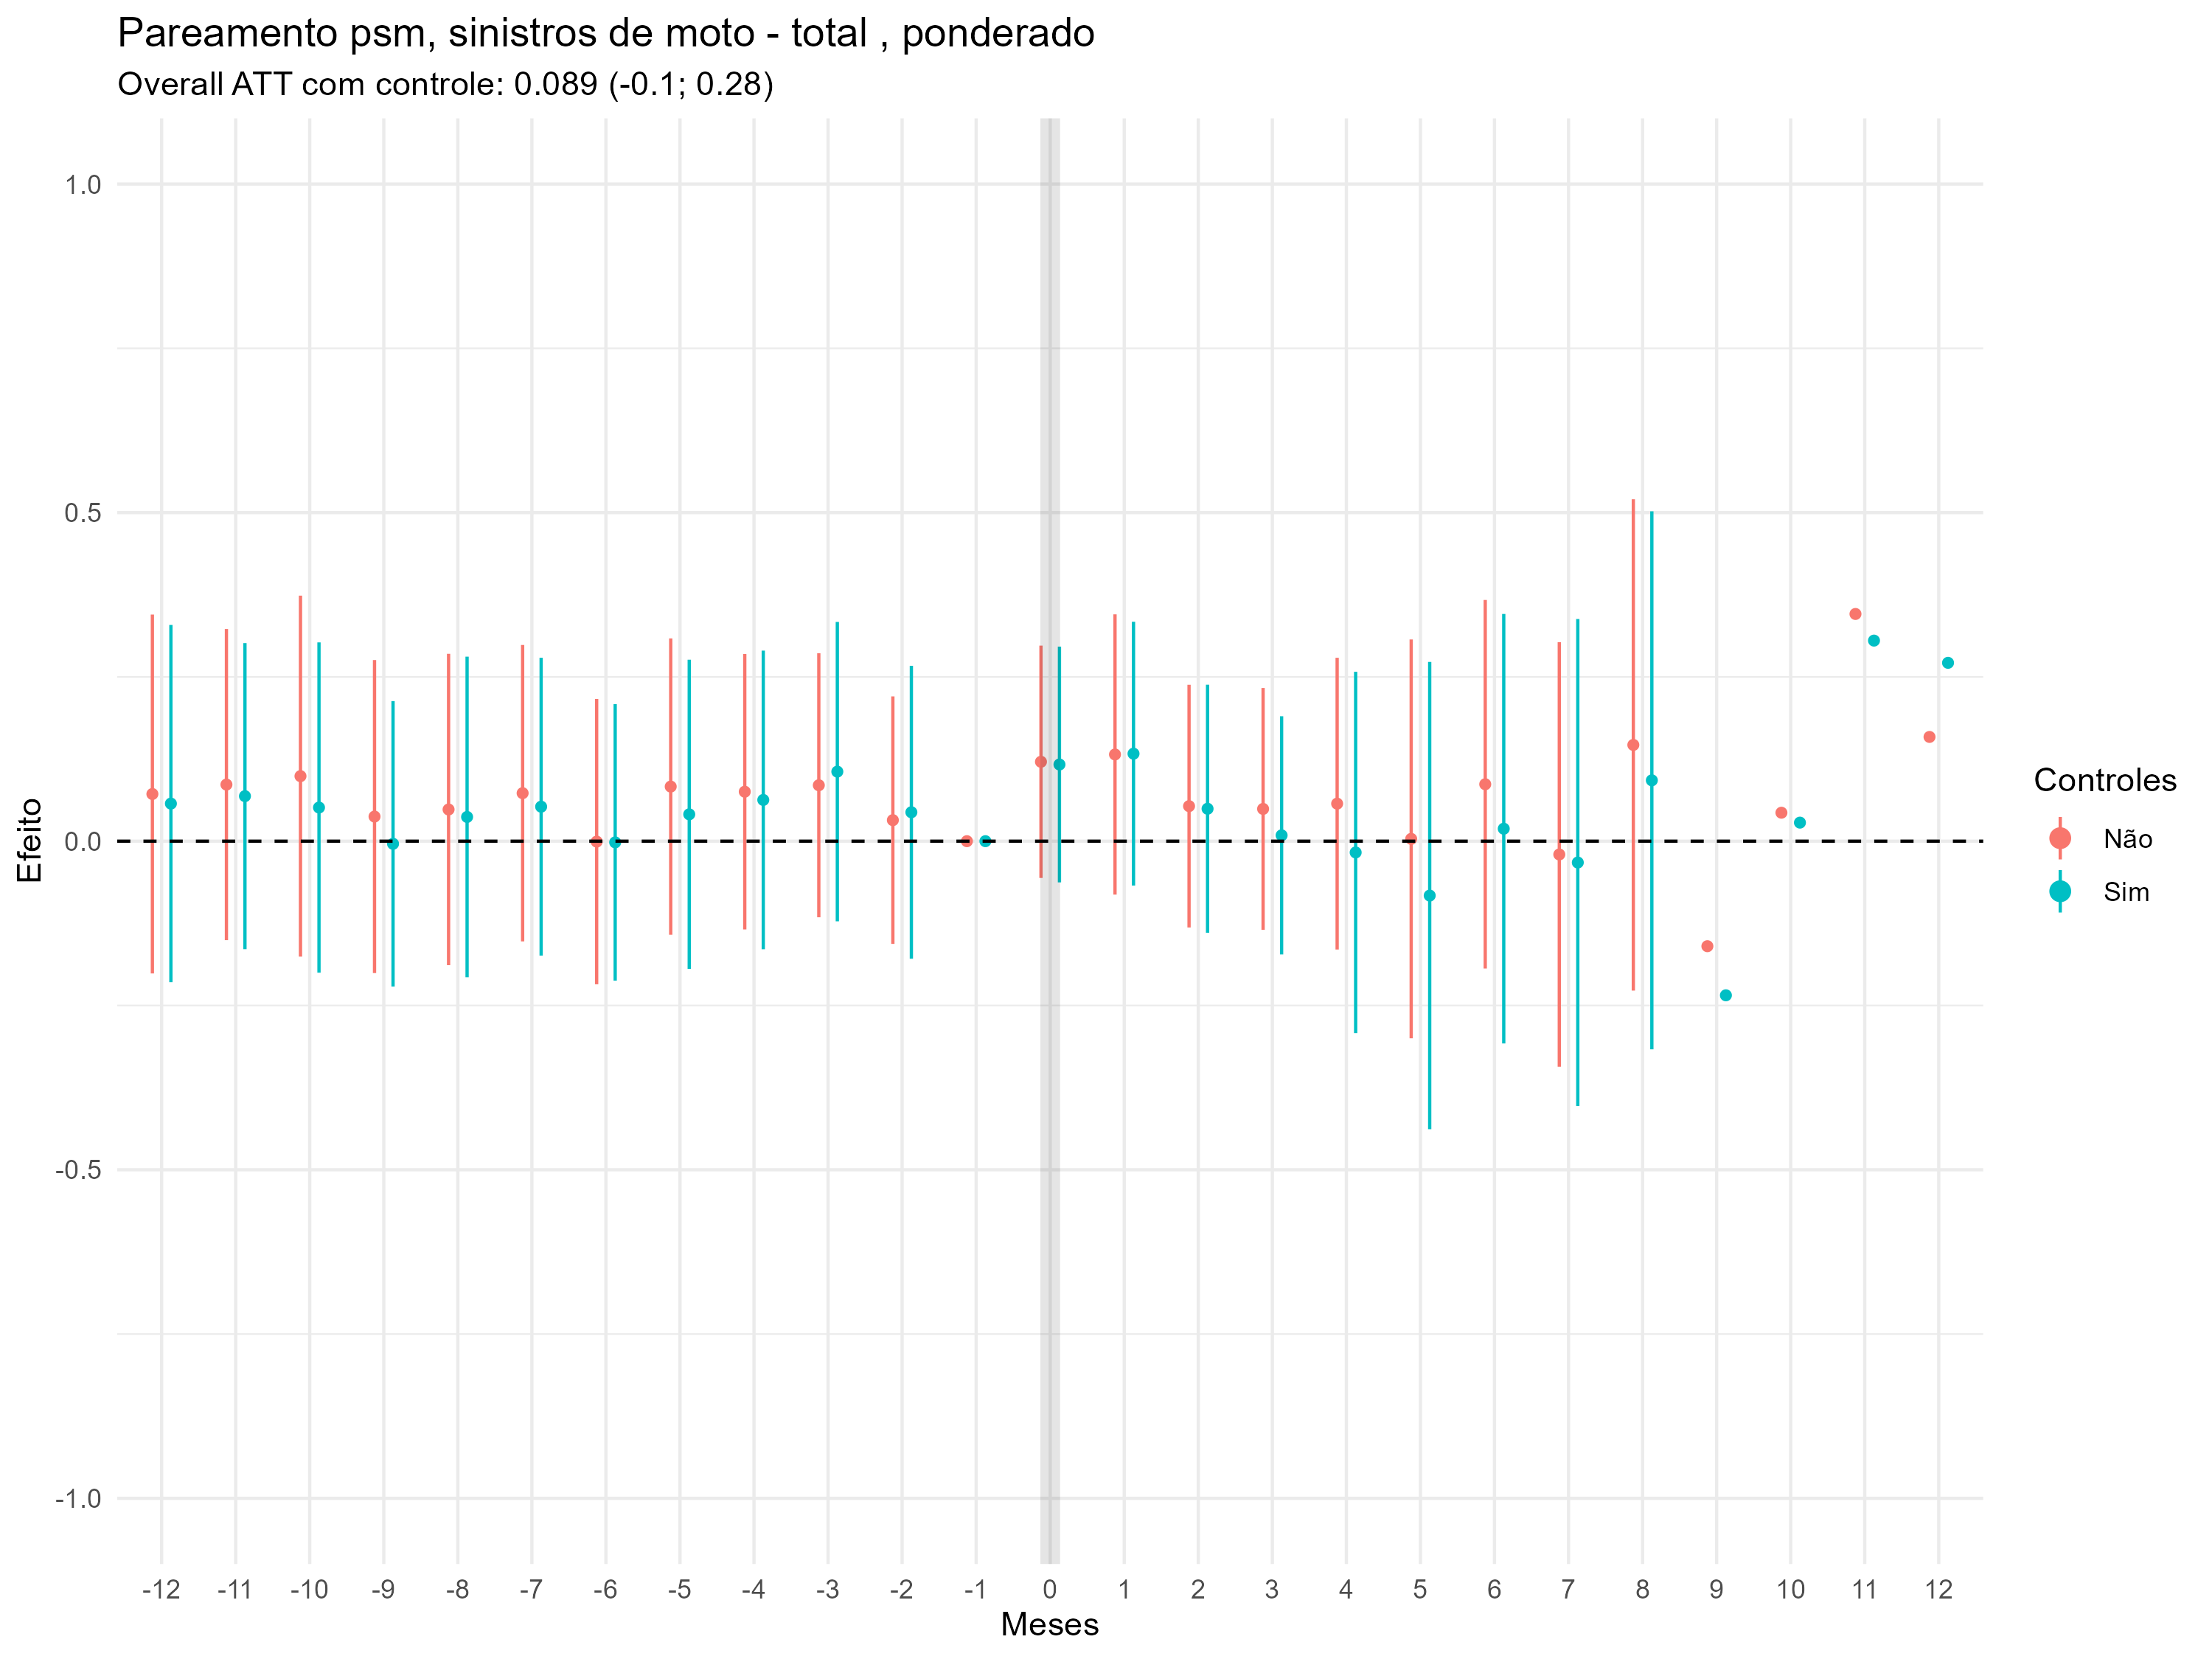 Pareamento psm, sinistros de moto - total , ponderado
Overall ATT com controle: 0.089 (-0.1; 0.28)
1.0
0.5
0.0
-0.5
-1.0
Efeito
-12 -11 -10 -9 -8 -7 -6 -5 -4 -3 -2 -1 0 1 2 3 4 5 6 7 8 9 10 11 12
Meses
Controles
Não
Sim